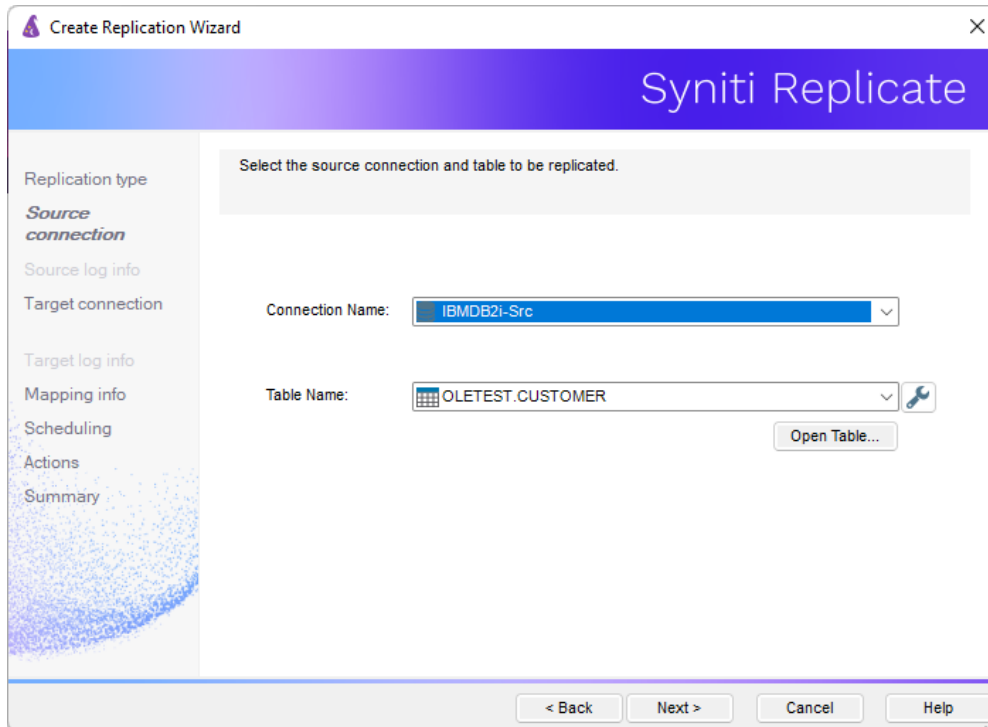 Create Replication Wizard
Syniti Replicate
Replication type
Source
connection
Source log info
Target connection
Target log info
Mapping info
Scheduling
Actions
Summary
Select the source connection and table to be replicated.
Connection Name: IBMDB2i-Src
Table Name: OLETEST.CUSTOMER
Open Table...
< Back Next > Cancel Help